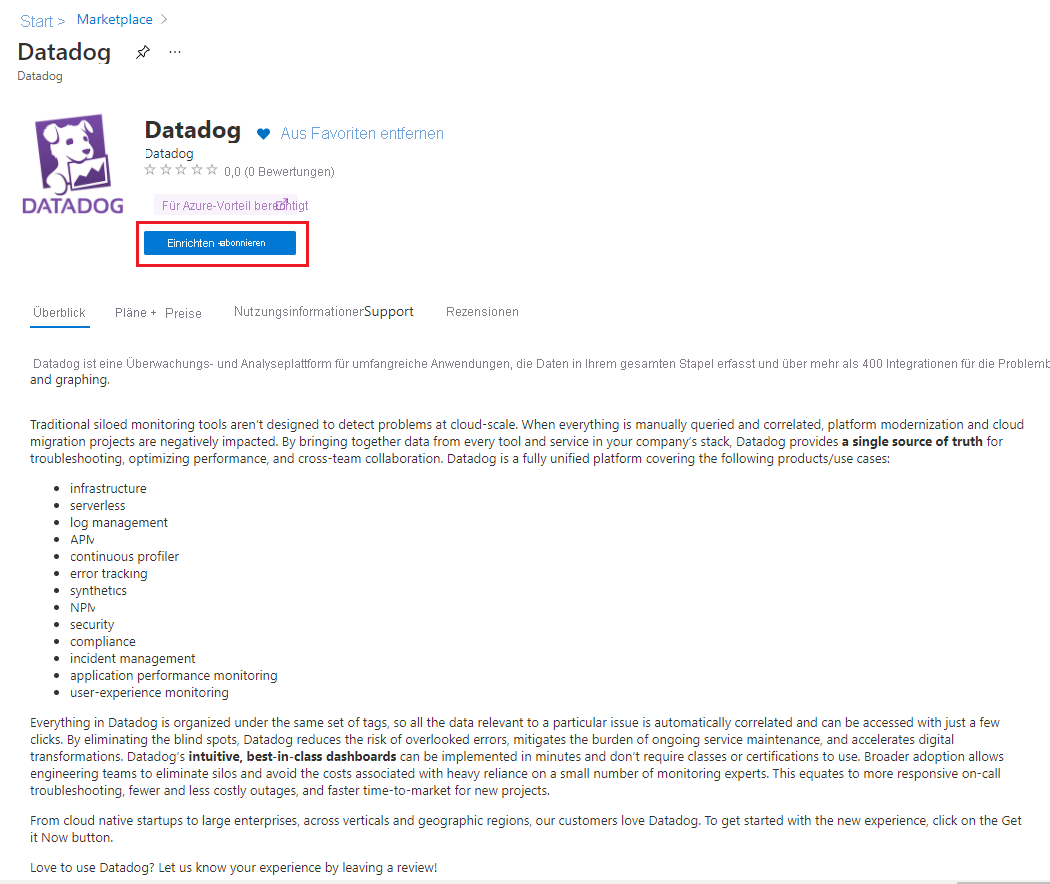 Start > Marketplace >
Datadog ...
Datadog
DATADOG
Datadog Aus Favoriten entfernen
Datadog
0,0 (0 Bewertungen)
Für Azure-Vorteil berechtigt
Einrichten + abonnieren
Überblick Pläne + Preise Nutzungsinformationen Support Rezensionen
Datadog ist eine Überwachungs- und Analyseplattform für umfangreiche Anwendungen, die Daten in Ihrem gesamten Stapel erfasst und über mehr als 400 Integrationen für die
and graphing.
Traditional siloed monitoring tools aren't designed to detect problems at cloud-scale. When everything is manually queried and correlated, platform modernization and cloud
migration projects are negatively impacted. By bringing together data from every tool and service in your company's stack, Datadog provides a single source of truth for
troubleshooting, optimizing performance, and cross-team collaboration. Datadog is a fully unified platform covering the following products/use cases:
• infrastructure
• serverless
• log management
• APM
• continuous profiler
• error tracking
• synthetics
• NPM
• security
• compliance
• incident management
• application performance monitoring
• user-experience monitoring
Everything in Datadog is organized under the same set of tags, so all the data relevant to a particular issue is automatically correlated and can be accessed with just a few
clicks. By eliminating the blind spots, Datadog reduces the risk of overlooked errors, mitigates the burden of ongoing service maintenance, and accelerates digital
transformations. Datadog's intuitive, best-in-class dashboards can be implemented in minutes and don't require classes or certifications to use. Broader adoption allows
engineering teams to eliminate silos and avoid the costs associated with heavy reliance on a small number of monitoring experts. This equates to more responsive on-call
troubleshooting, fewer and less costly outages, and faster time-to-market for new projects.
From cloud native startups to large enterprises, across verticals and geographic regions, our customers love Datadog. To get started with the new experience, click on the Get
it Now button.
Love to use Datadog? Let us know your experience by leaving a review!